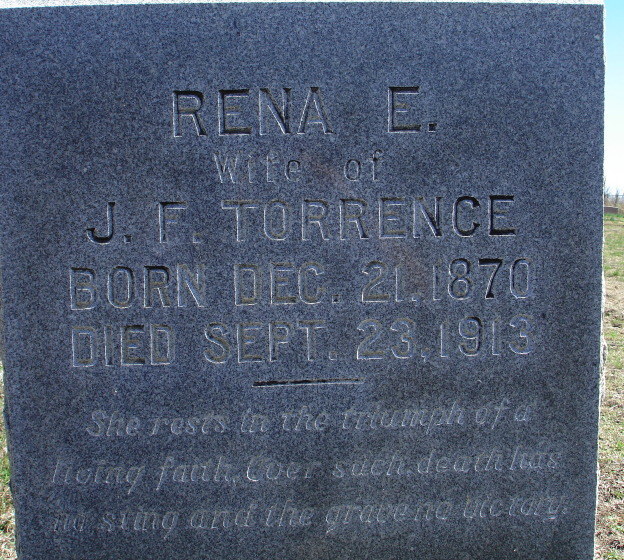 RENA E.
Wife of
J. F. TORRENCE
BORN DEC. 21, 1870
DIED SEPT. 23, 1913
She rests in the triumph of a
living faith, Over such, death has
no sting and the grave no victory.